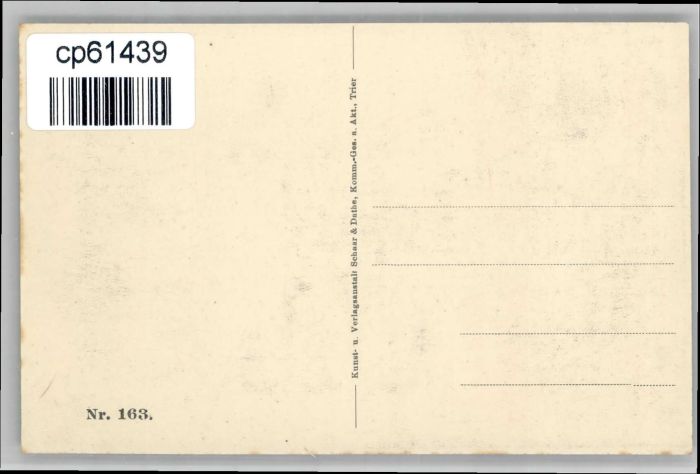 cp61439
Kunst- u. Verlagsanstalt Schaar & Dathe, Komm.-Ges. a. Akt., Trier
Nr. 163.